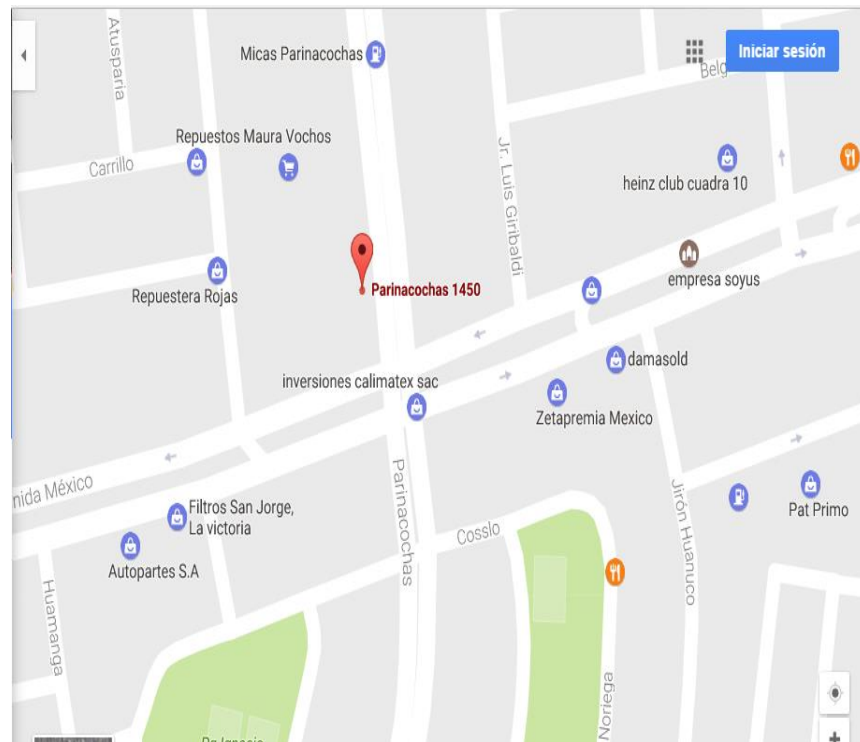 Atusparia
Micas Parinacochas
Iniciar sesión
Belg
Repuestos Maura Vochos
Carrillo
Jr. Luis Giribaldi
heinz club cuadra 10
Repuestera Rojas
Parinacochas 1450
empresa soyus
inversiones calimatex sac
damasold
Zetapremia Mexico
nida México
Parinacochas
Filtros San Jorge,
La victoria
Cosslo
Jirón Huanuco
Pat Primo
Autopartes S.A
Huamanga
Noriega